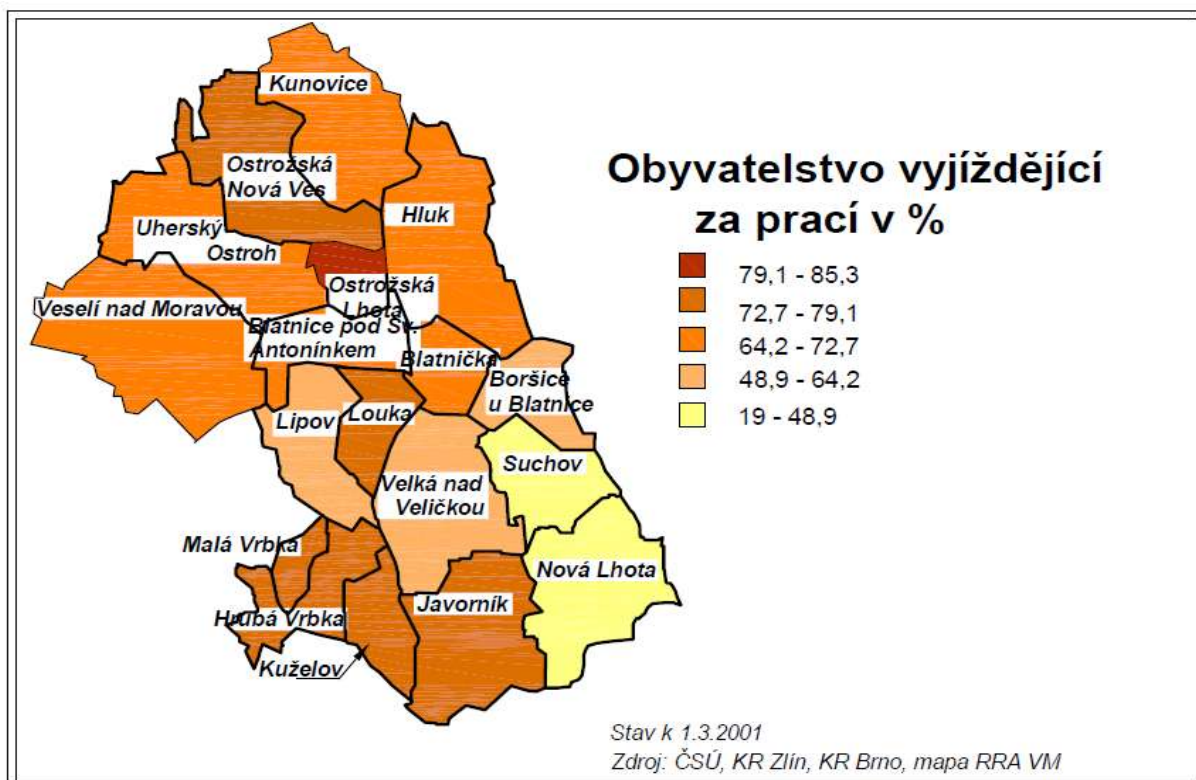 Kunovice
Ostrožská
Nová Ves
Uherský
Ostroh
Hluk
Veselí nad Moravou
Ostrožská
Lhota
Blatnice pod Sv.
Antonínkem
Blatnička
Boršice
u Blatnice
Lipov
Louka
Suchov
Velká nad
Veličkou
Malá Vrbka
Nová Lhota
Hrubá Vrbka
Javorník
Kuželov
Obyvatelstvo vyjíždějící
za prací v %
79,1 - 85,3
72,7 - 79,1
64,2 - 72,7
48,9 - 64,2
19 - 48,9
Stav k 1.3.2001
Zdroj: ČSÚ, KR Zlín, KR Brno, mapa RRA VM